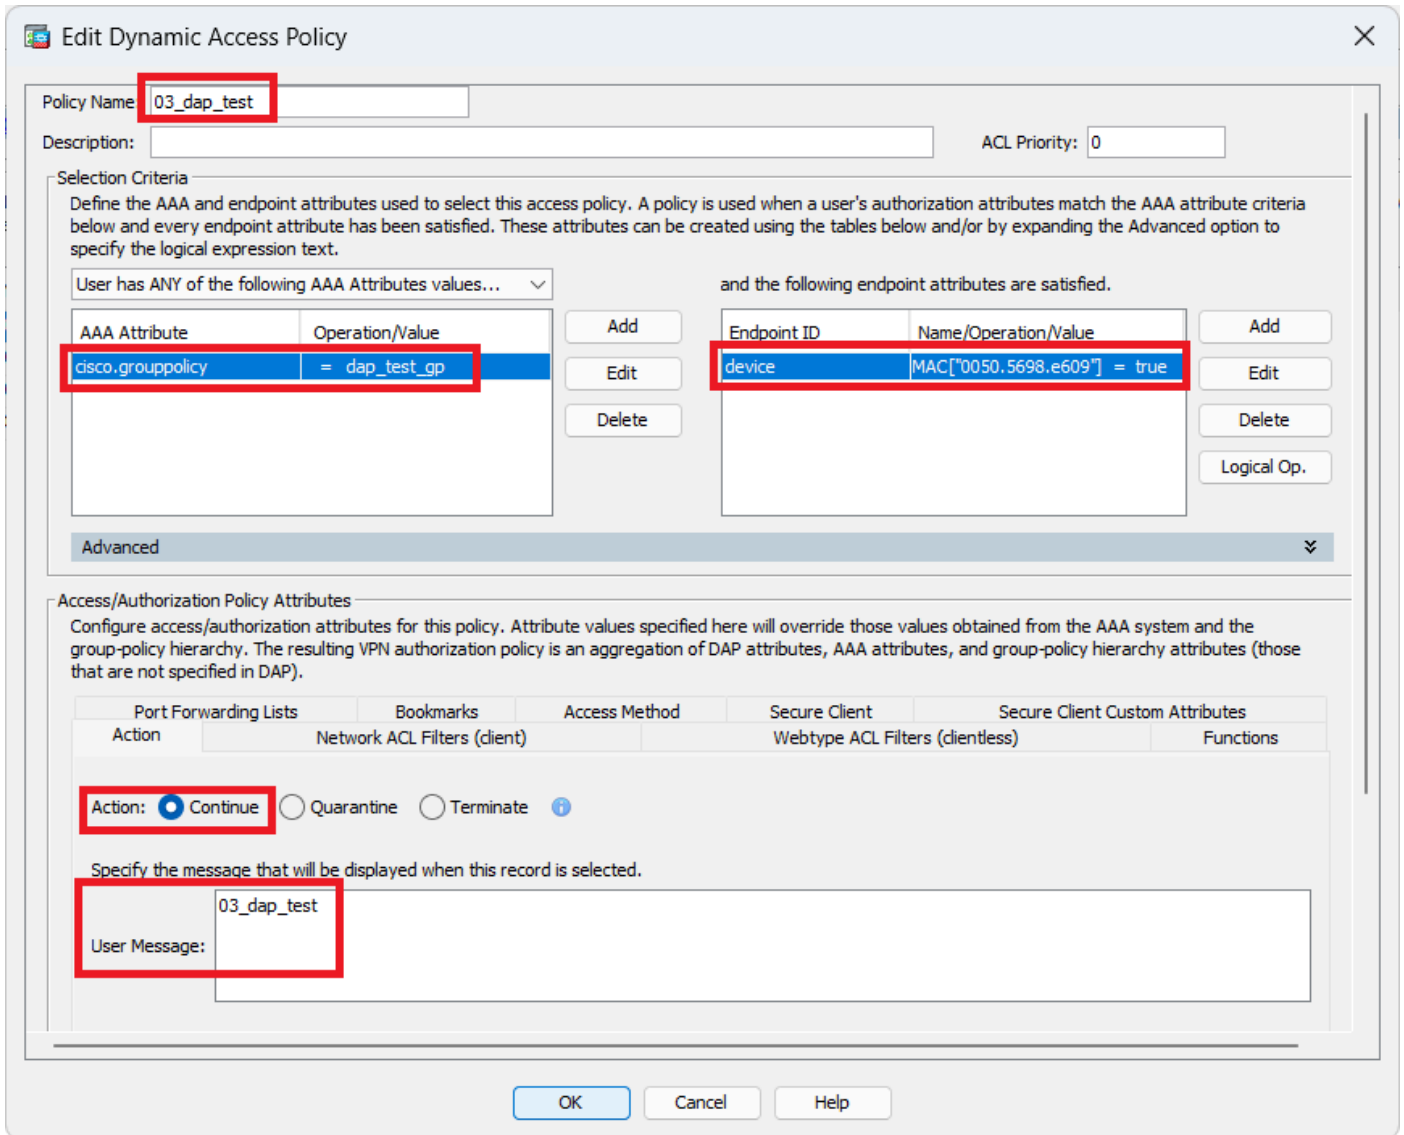 Edit Dynamic Access Policy
Policy Name: 03_dap_test
Description:
ACL Priority: 0
Selection Criteria
Define the AAA and endpoint attributes used to select this access policy. A policy is used when a user's authorization attributes match the AAA attribute criteria
below and every endpoint attribute has been satisfied. These attributes can be created using the tables below and/or by expanding the Advanced option to
specify the logical expression text.
User has ANY of the following AAA Attributes values...
and the following endpoint attributes are satisfied.
AAA Attribute Operation/Value
cisco.grouppolicy = dap_test_gp
Add
Edit
Delete
Endpoint ID Name/Operation/Value
device MAC["0050.5698.e609"] = true
Add
Edit
Delete
Logical Op.
Advanced
Access/Authorization Policy Attributes
Configure access/authorization attributes for this policy. Attribute values specified here will override those values obtained from the AAA system and the
group-policy hierarchy. The resulting VPN authorization policy is an aggregation of DAP attributes, AAA attributes, and group-policy hierarchy attributes (those
that are not specified in DAP).
Port Forwarding Lists Bookmarks Access Method Secure Client Secure Client Custom Attributes
Action Network ACL Filters (client) Webtype ACL Filters (clientless) Functions
Action: Continue Quarantine Terminate
Specify the message that will be displayed when this record is selected.
03_dap_test
User Message:
OK Cancel Help